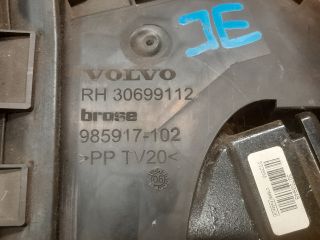 JE
VOLVO
RH 30699112
brose
985917-102
>PP TV20<